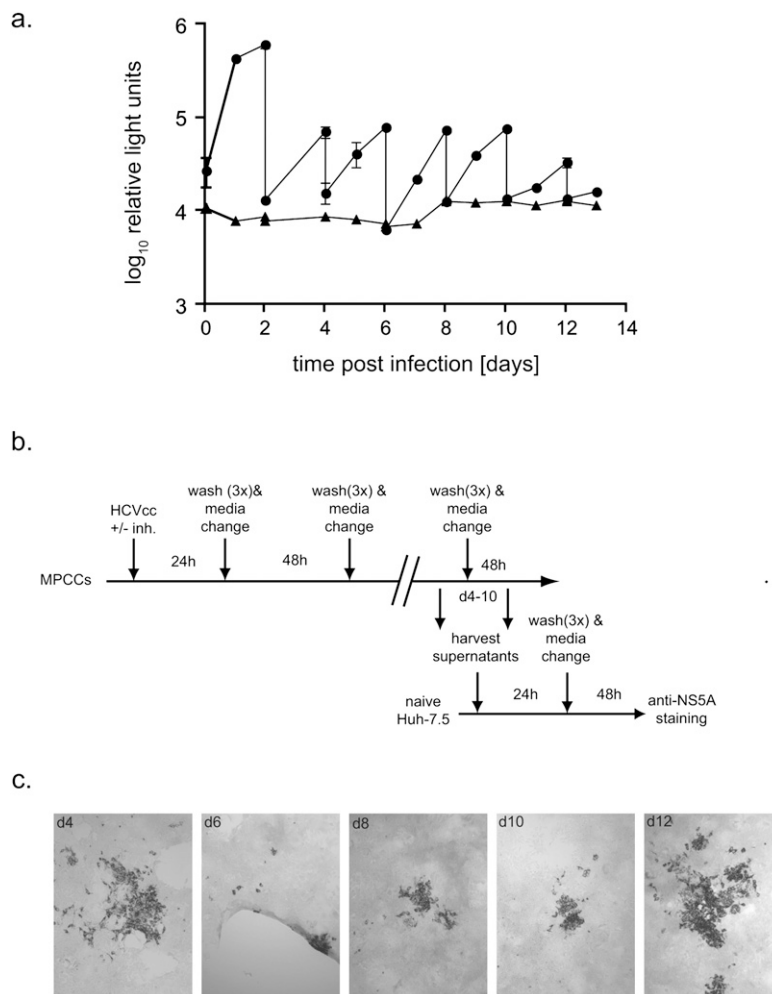 a.
6
5
4
3
log10 relative light units
0 2 4 6 8 10 12 14
time post infection [days]
b.
HCVcc
+/- inh.
wash (3x)&
media
change
wash(3x) &
media
change
wash(3x) &
media
change
24h
48h
48h
MPCCs
d4-10
.
harvest
supernatants
wash(3x) &
media
change
naive
Huh-7.5
24h
48h
anti-NS5A
staining
c.
d4
d6
d8
d10
d12